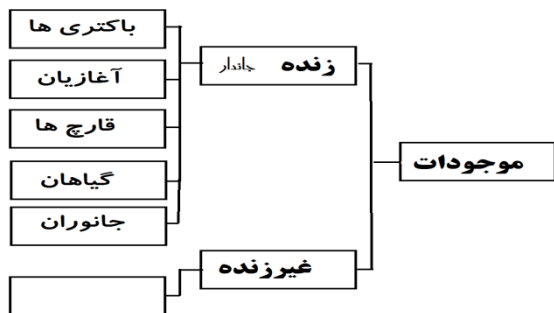 موجودات
زنده جاندار
باکتری ها
آغازیان
قارچ ها
گیاهان
جانوران
غیرزنده